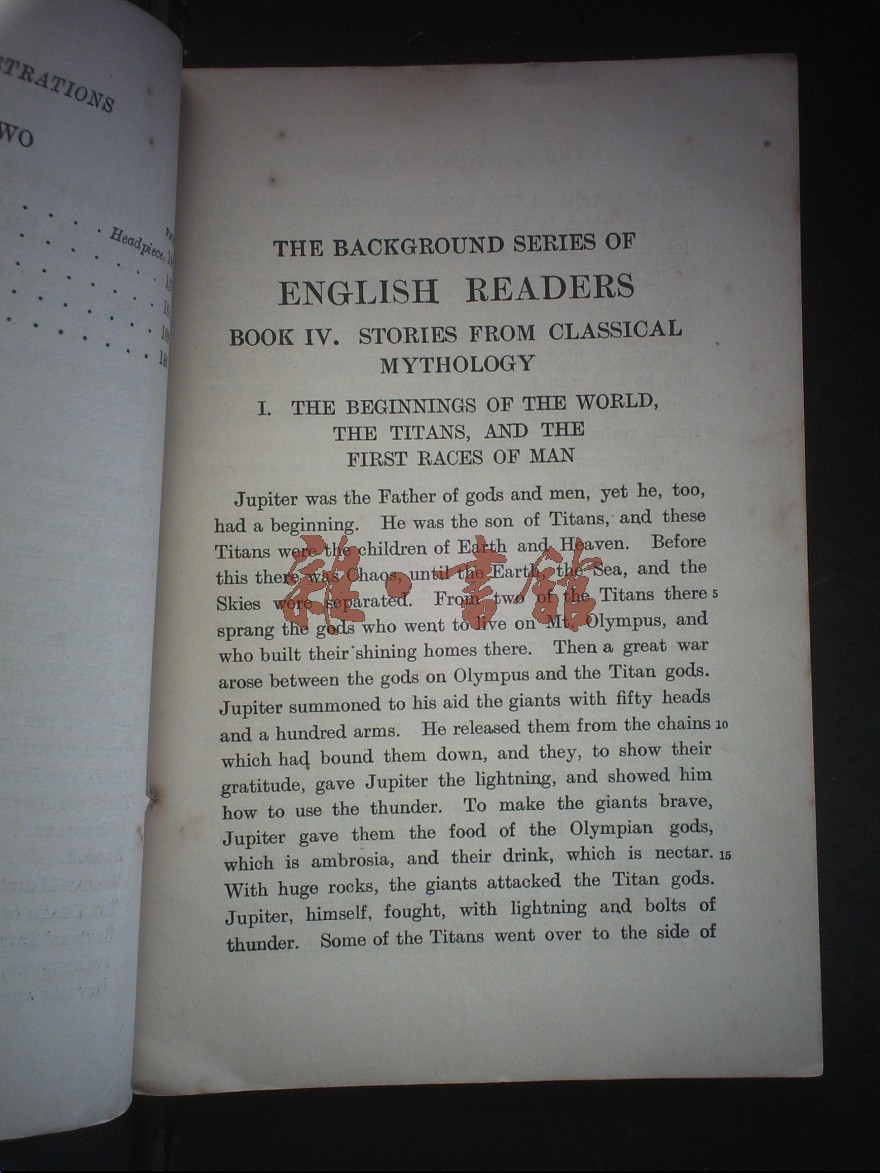 STRATIONS
WO
Headpiece,
THE BACKGROUND SERIES OF
ENGLISH READERS
BOOK IV. STORIES FROM CLASSICAL
MYTHOLOGY
I. THE BEGINNINGS OF THE WORLD,
THE TITANS, AND THE
FIRST RACES OF MAN
Jupiter was the Father of gods and men, yet he, too,
had a beginning. He was the son of Titans, and these
Titans were the children of Earth and Heaven. Before
this there was Chaos, until the Earth, the Sea, and the
Skies were separated. From two of the Titans there 5
sprang the gods who went to live on Mt. Olympus, and
who built their shining homes there. Then a great war
arose between the gods on Olympus and the Titan gods.
Jupiter summoned to his aid the giants with fifty heads
and a hundred arms. He released them from the chains 10
which had bound them down, and they, to show their
gratitude, gave Jupiter the lightning, and showed him
how to use the thunder. To make the giants brave,
Jupiter gave them the food of the Olympian gods,
which is ambrosia, and their drink, which is nectar. 15
With huge rocks, the giants attacked the Titan gods.
Jupiter, himself, fought, with lightning and bolts of
thunder. Some of the Titans went over to the side of
雜·書館